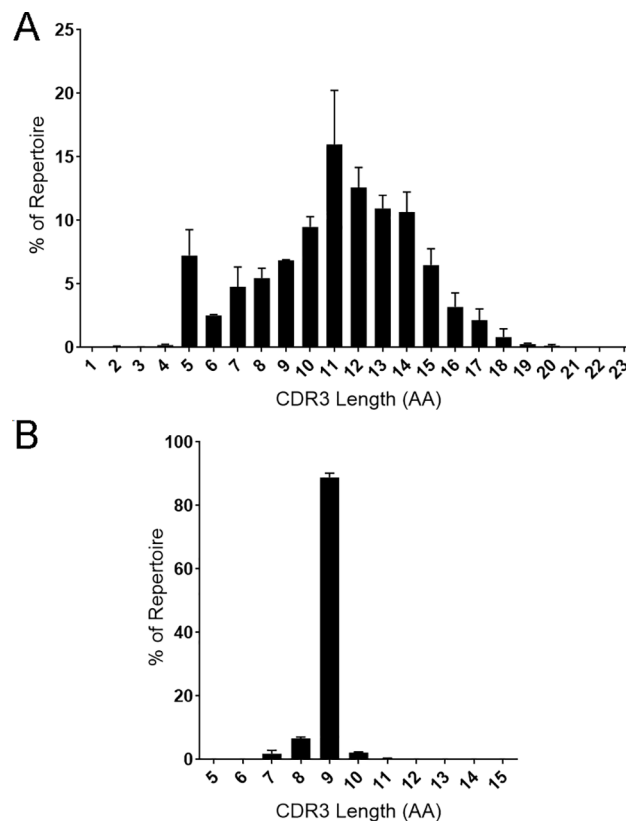 A
25
20
15
10
5
0
% of Repertoire
1 2 3 4 5 6 7 8 9 10 11 12 13 14 15 16 17 18 19 20 21 22 23
CDR3 Length (AA)
B
100
80
60
40
20
0
% of Repertoire
5 6 7 8 9 10 11 12 13 14 15
CDR3 Length (AA)